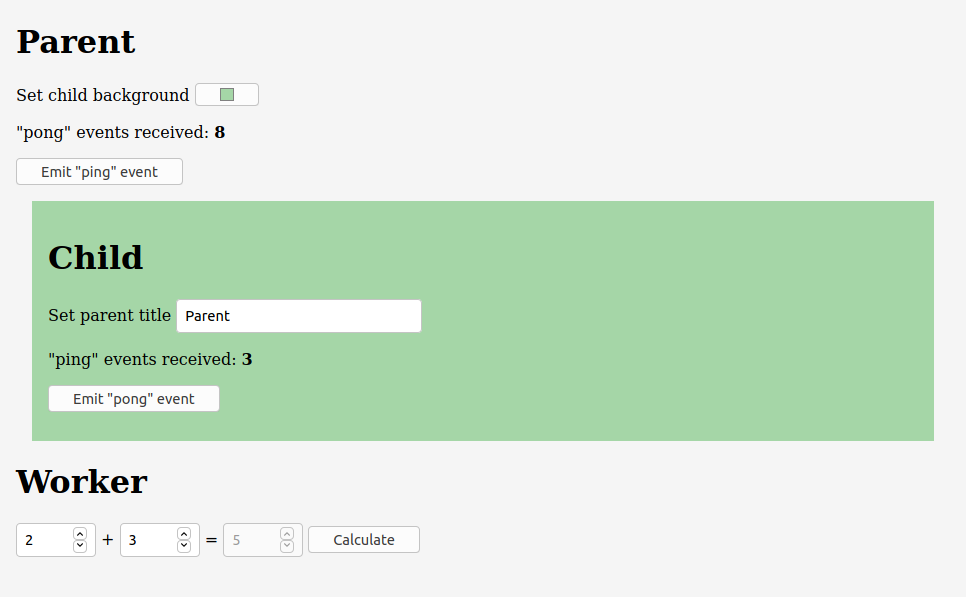 Parent
Set child background
"pong" events received: 8
Emit "ping" event
Child
Set parent title Parent
"ping" events received: 3
Emit "pong" event
Worker
2 + 3 = 5 Calculate